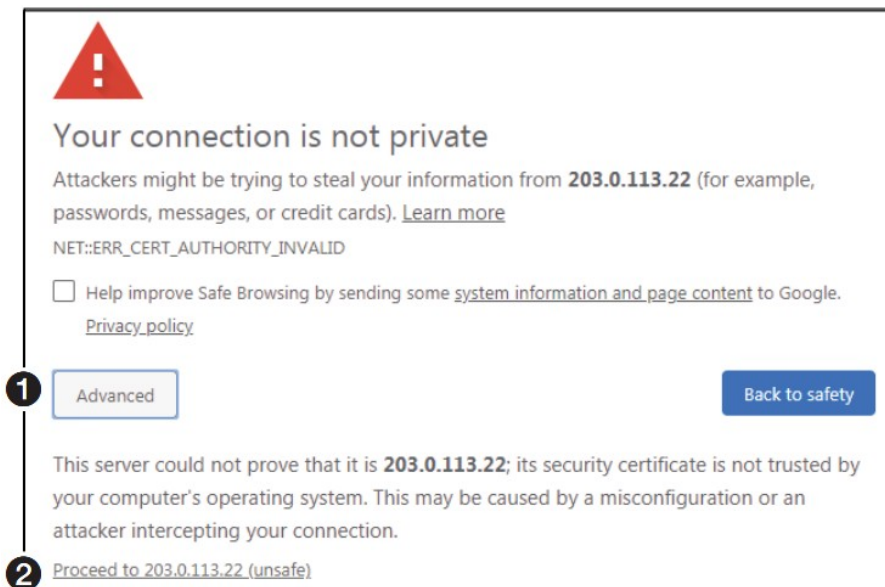 !
Your connection is not private
Attackers might be trying to steal your information from 203.0.113.22 (for example,
passwords, messages, or credit cards). Learn more
NET::ERR_CERT_AUTHORITY_INVALID
Help improve Safe Browsing by sending some system information and page content to Google.
Privacy policy
1 Advanced Back to safety
This server could not prove that it is 203.0.113.22; its security certificate is not trusted by
your computer's operating system. This may be caused by a misconfiguration or an
attacker intercepting your connection.
2 Proceed to 203.0.113.22 (unsafe)